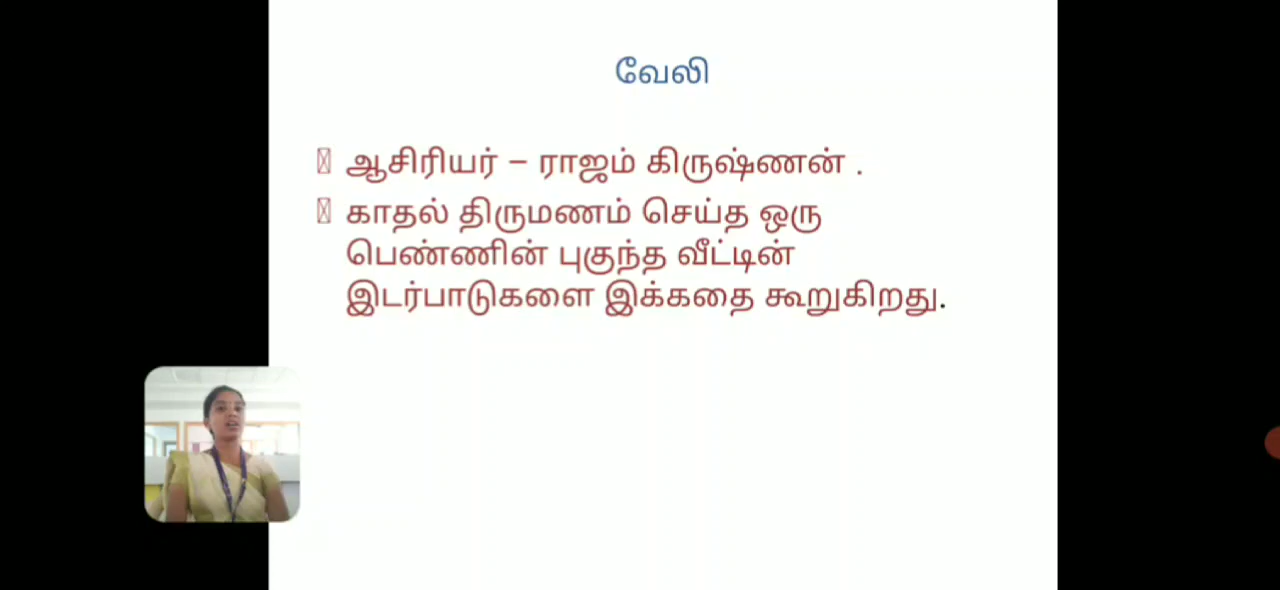 வேலி
ஆசிரியர் – ராஜம் கிருஷ்ணன் .
காதல் திருமணம் செய்த ஒரு
பெண்ணின் புகுந்த வீட்டின்
இடர்பாடுகளை இக்கதை கூறுகிறது.